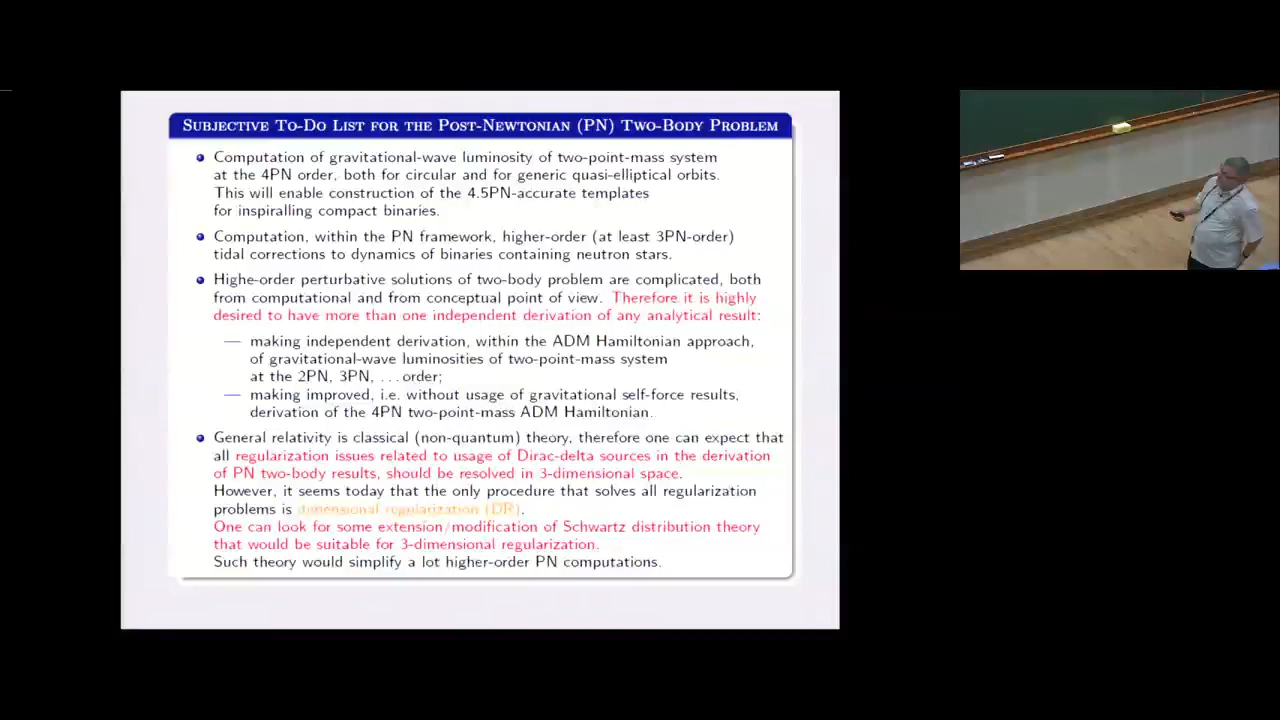 SUBJECTIVE TO-DO LIST FOR THE POST-NEWTONIAN (PN) TWO-BODY PROBLEM
Computation of gravitational-wave luminosity of two-point-mass system
at the 4PN order, both for circular and for generic quasi-elliptical orbits.
This will enable construction of the 4.5PN-accurate templates
for inspiralling compact binaries.
Computation, within the PN framework, higher-order (at least 3PN-order)
tidal corrections to dynamics of binaries containing neutron stars.
Highe-order perturbative solutions of two-body problem are complicated, both
from computational and from conceptual point of view. Therefore it is highly
desired to have more than one independent derivation of any analytical result:
— making independent derivation, within the ADM Hamiltonian approach,
of gravitational-wave luminosities of two-point-mass system
at the 2PN, 3PN, ... order;
— making improved, i.e. without usage of gravitational self-force results,
derivation of the 4PN two-point-mass ADM Hamiltonian.
General relativity is classical (non-quantum) theory, therefore one can expect that
all regularization issues related to usage of Dirac-delta sources in the derivation
of PN two-body results, should be resolved in 3-dimensional space.
However, it seems today that the only procedure that solves all regularization
problems is dimensional regularization (DR).
One can look for some extension/modification of Schwartz distribution theory
that would be suitable for 3-dimensional regularization.
Such theory would simplify a lot higher-order PN computations.